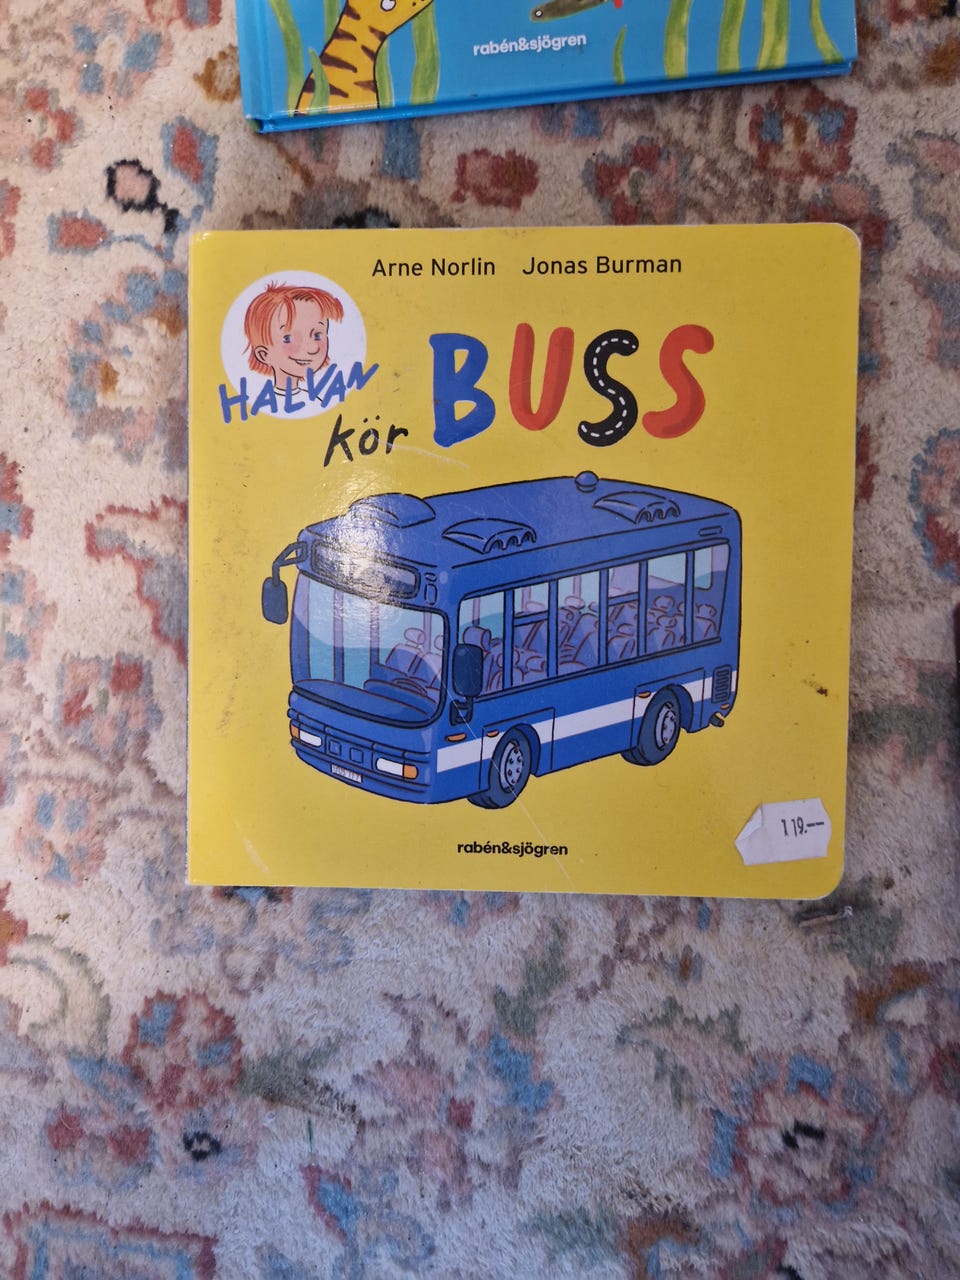 rabén&sjögren
Arne Norlin Jonas Burman
HALVAN
kör BUSS
rabén&sjögren
119.–